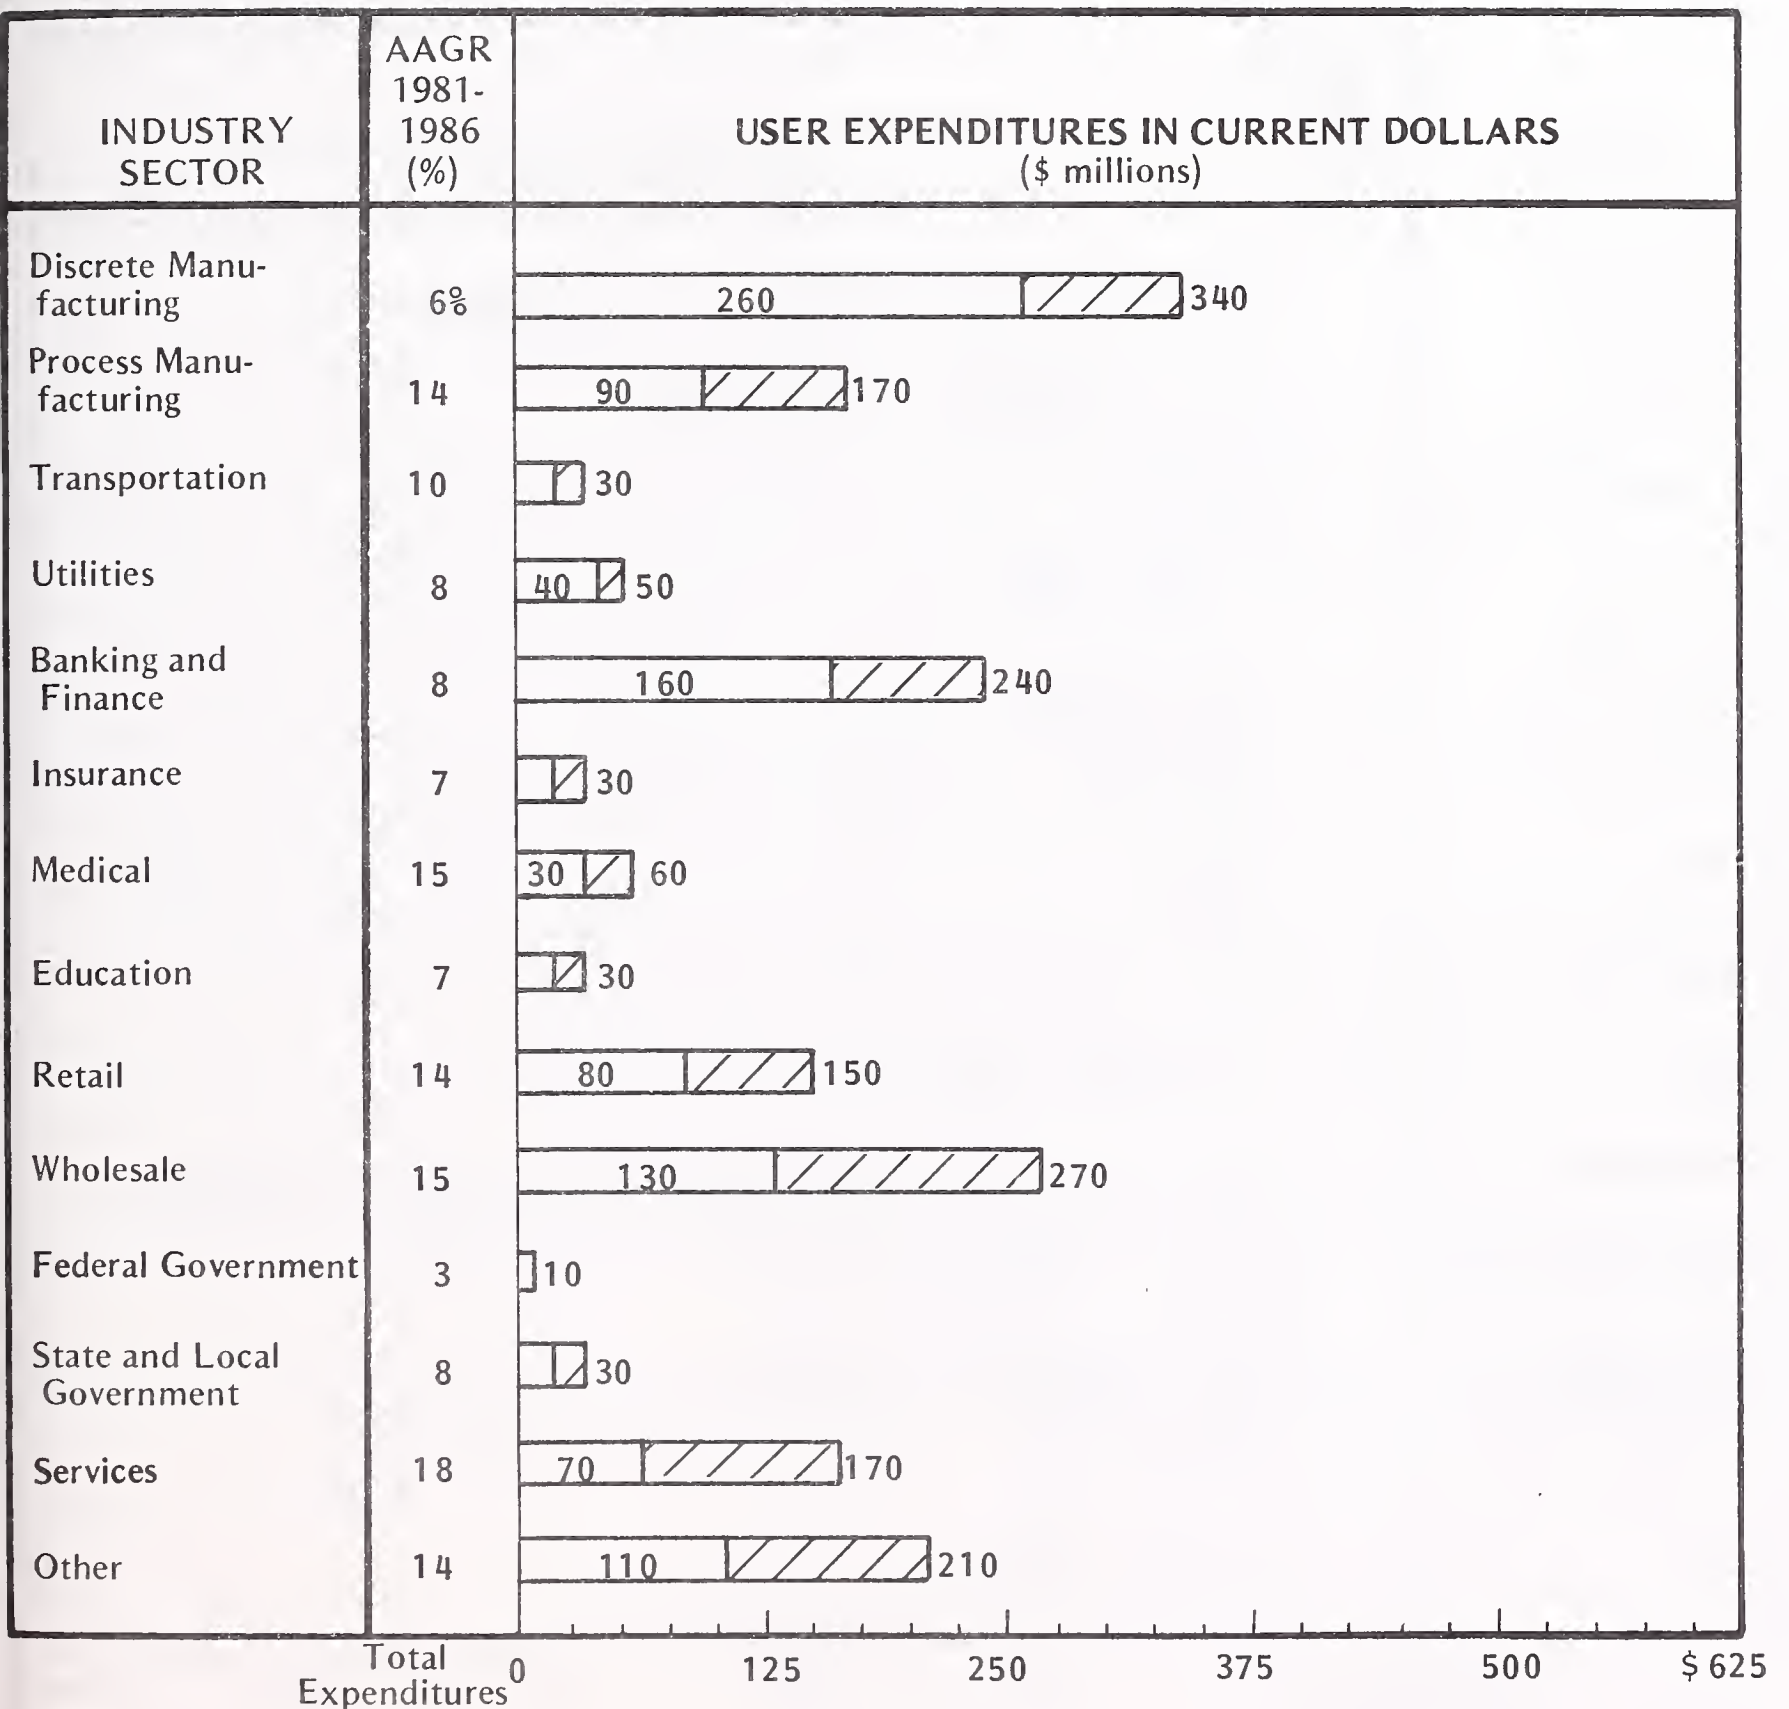 INDUSTRY
SECTOR
AAGR
1981-
1986
(%)
USER EXPENDITURES IN CURRENT DOLLARS
($ millions)
Discrete Manu-
facturing
6%
260
340
Process Manu-
facturing
14
90
170
Transportation
10
30
Utilities
8
40
50
Banking and
Finance
8
160
240
Insurance
7
30
Medical
15
30
60
Education
7
30
Retail
14
80
150
Wholesale
15
130
270
Federal Government
3
10
State and Local
Government
8
30
Services
18
70
170
Other
14
110
210
Total
Expenditures
0
125
250
375
500
$ 625